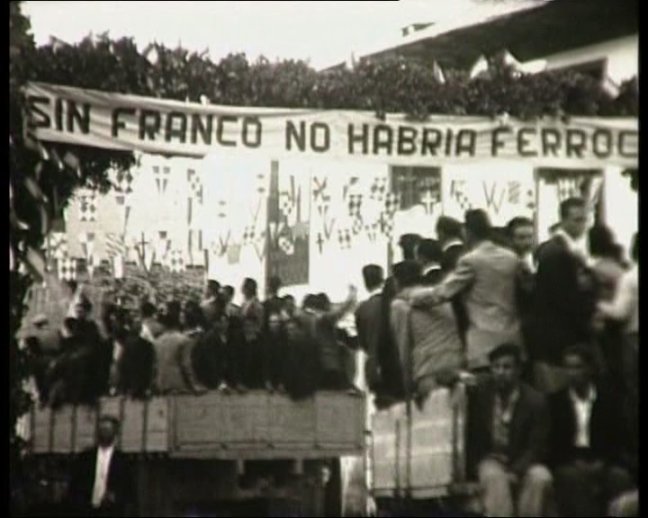 SIN FRANCO NO HABRIA FERROC